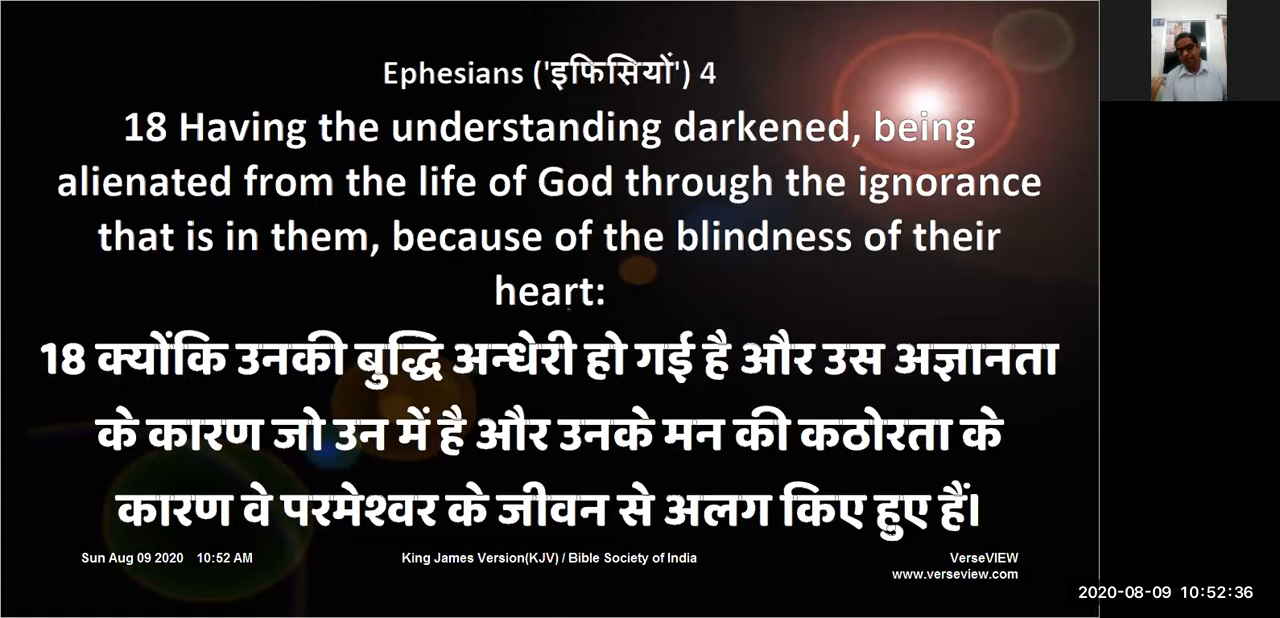 Ephesians ('इफिसियों') 4
18 Having the understanding darkened, being
alienated from the life of God through the ignorance
that is in them, because of the blindness of their
heart:
18 क्योंकि उनकी बुद्धि अन्धेरी हो गई है और उस अज्ञानता
के कारण जो उन में है और उनके मन की कठोरता के
कारण वे परमेश्वर के जीवन से अलग किए हुए हैं।
Sun Aug 09 2020 10:52 AM
King James Version(KJV) / Bible Society of India
VerseVIEW
www.verseview.com
2020-08-09 10:52:36